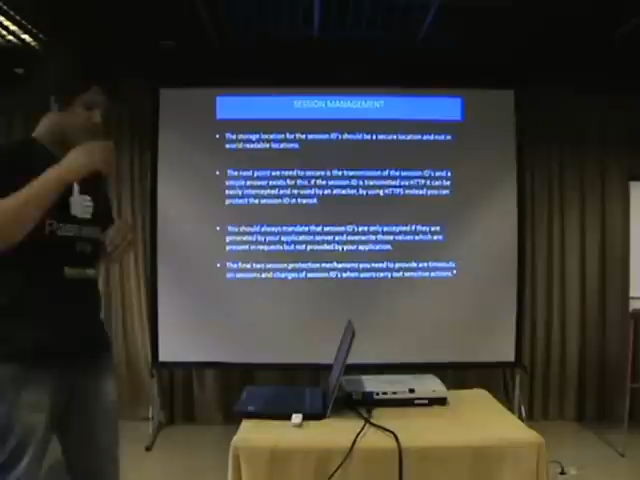 SESSION MANAGEMENT
• The storage location for the session ID's should be a secure location and not in
world readable locations.
• The next point we need to secure is the transmission of the session ID's and a
simple answer exists for this. If the session ID is transmitted via HTTP it can be
easily intercepted and re-used by an attacker, by using HTTPS instead you can
protect the session ID in transit.
• You should always mandate that session ID's are only accepted if they are
generated by your application server and overwrite those values which are
present in requests but not provided by your application.
• The final two session protection mechanisms you need to provide are timeouts
on sessions and changes of session ID's when users carry out sensitive actions."